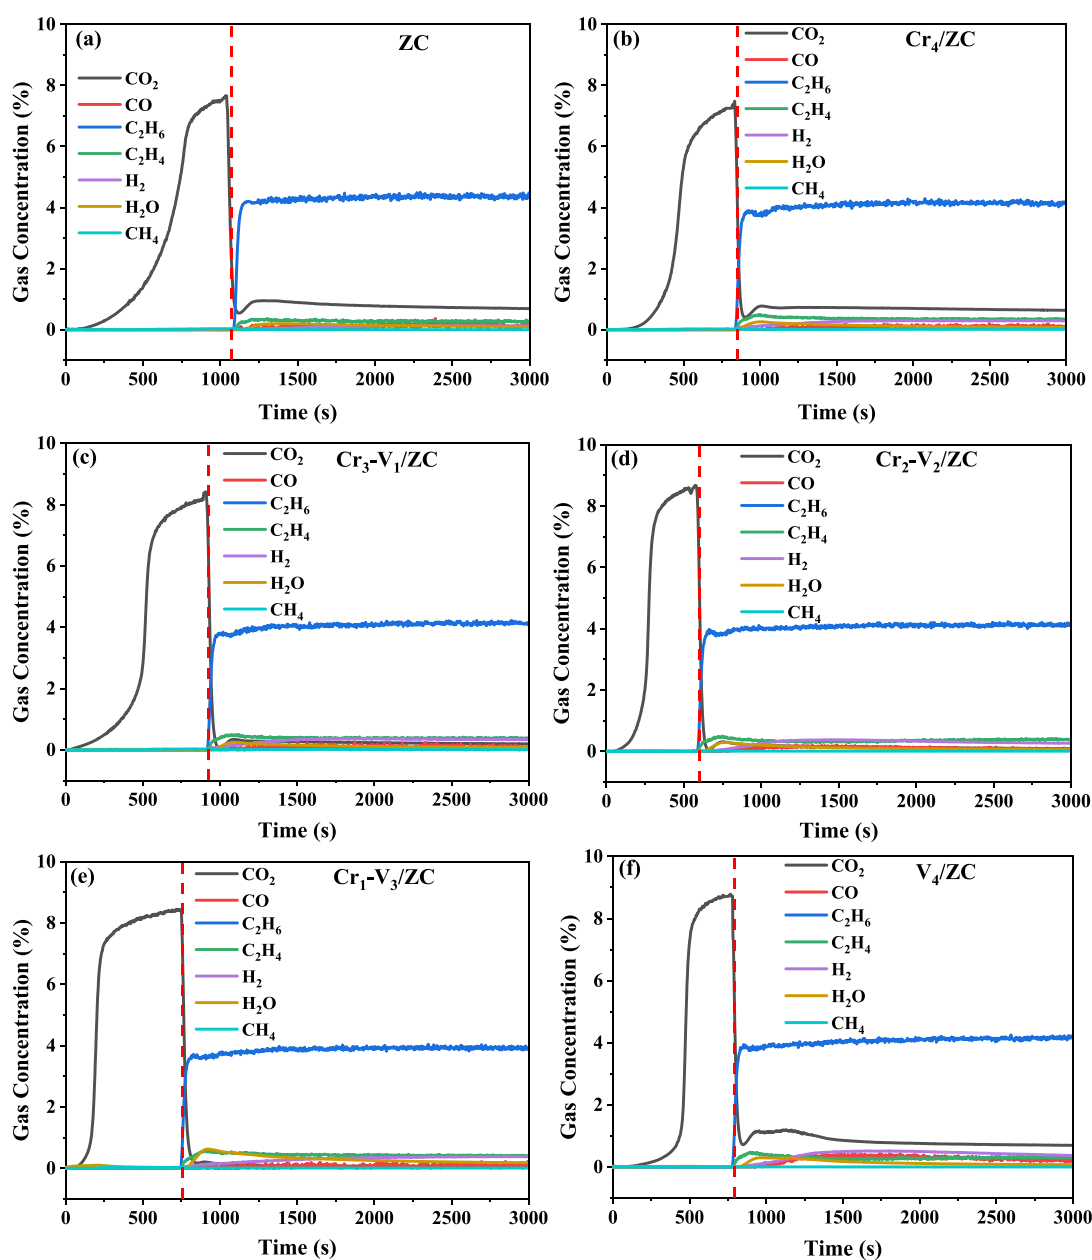 (a) ZC
CO₂
CO
C₂H₆
C₂H₄
H₂
H₂O
CH₄
Gas Concentration (%)
10
8
6
4
2
0
0 500 1000 1500 2000 2500 3000
Time (s)
(b) Cr₄/ZC
CO₂
CO
C₂H₆
C₂H₄
H₂
H₂O
CH₄
Gas Concentration (%)
10
8
6
4
2
0
0 500 1000 1500 2000 2500 3000
Time (s)
(c) Cr₃-V₁/ZC
CO₂
CO
C₂H₆
C₂H₄
H₂
H₂O
CH₄
Gas Concentration (%)
10
8
6
4
2
0
0 500 1000 1500 2000 2500 3000
Time (s)
(d) Cr₂-V₂/ZC
CO₂
CO
C₂H₆
C₂H₄
H₂
H₂O
CH₄
Gas Concentration (%)
10
8
6
4
2
0
0 500 1000 1500 2000 2500 3000
Time (s)
(e) Cr₁-V₃/ZC
CO₂
CO
C₂H₆
C₂H₄
H₂
H₂O
CH₄
Gas Concentration (%)
10
8
6
4
2
0
0 500 1000 1500 2000 2500 3000
Time (s)
(f) V₄/ZC
CO₂
CO
C₂H₆
C₂H₄
H₂
H₂O
CH₄
Gas Concentration (%)
10
8
6
4
2
0
0 500 1000 1500 2000 2500 3000
Time (s)